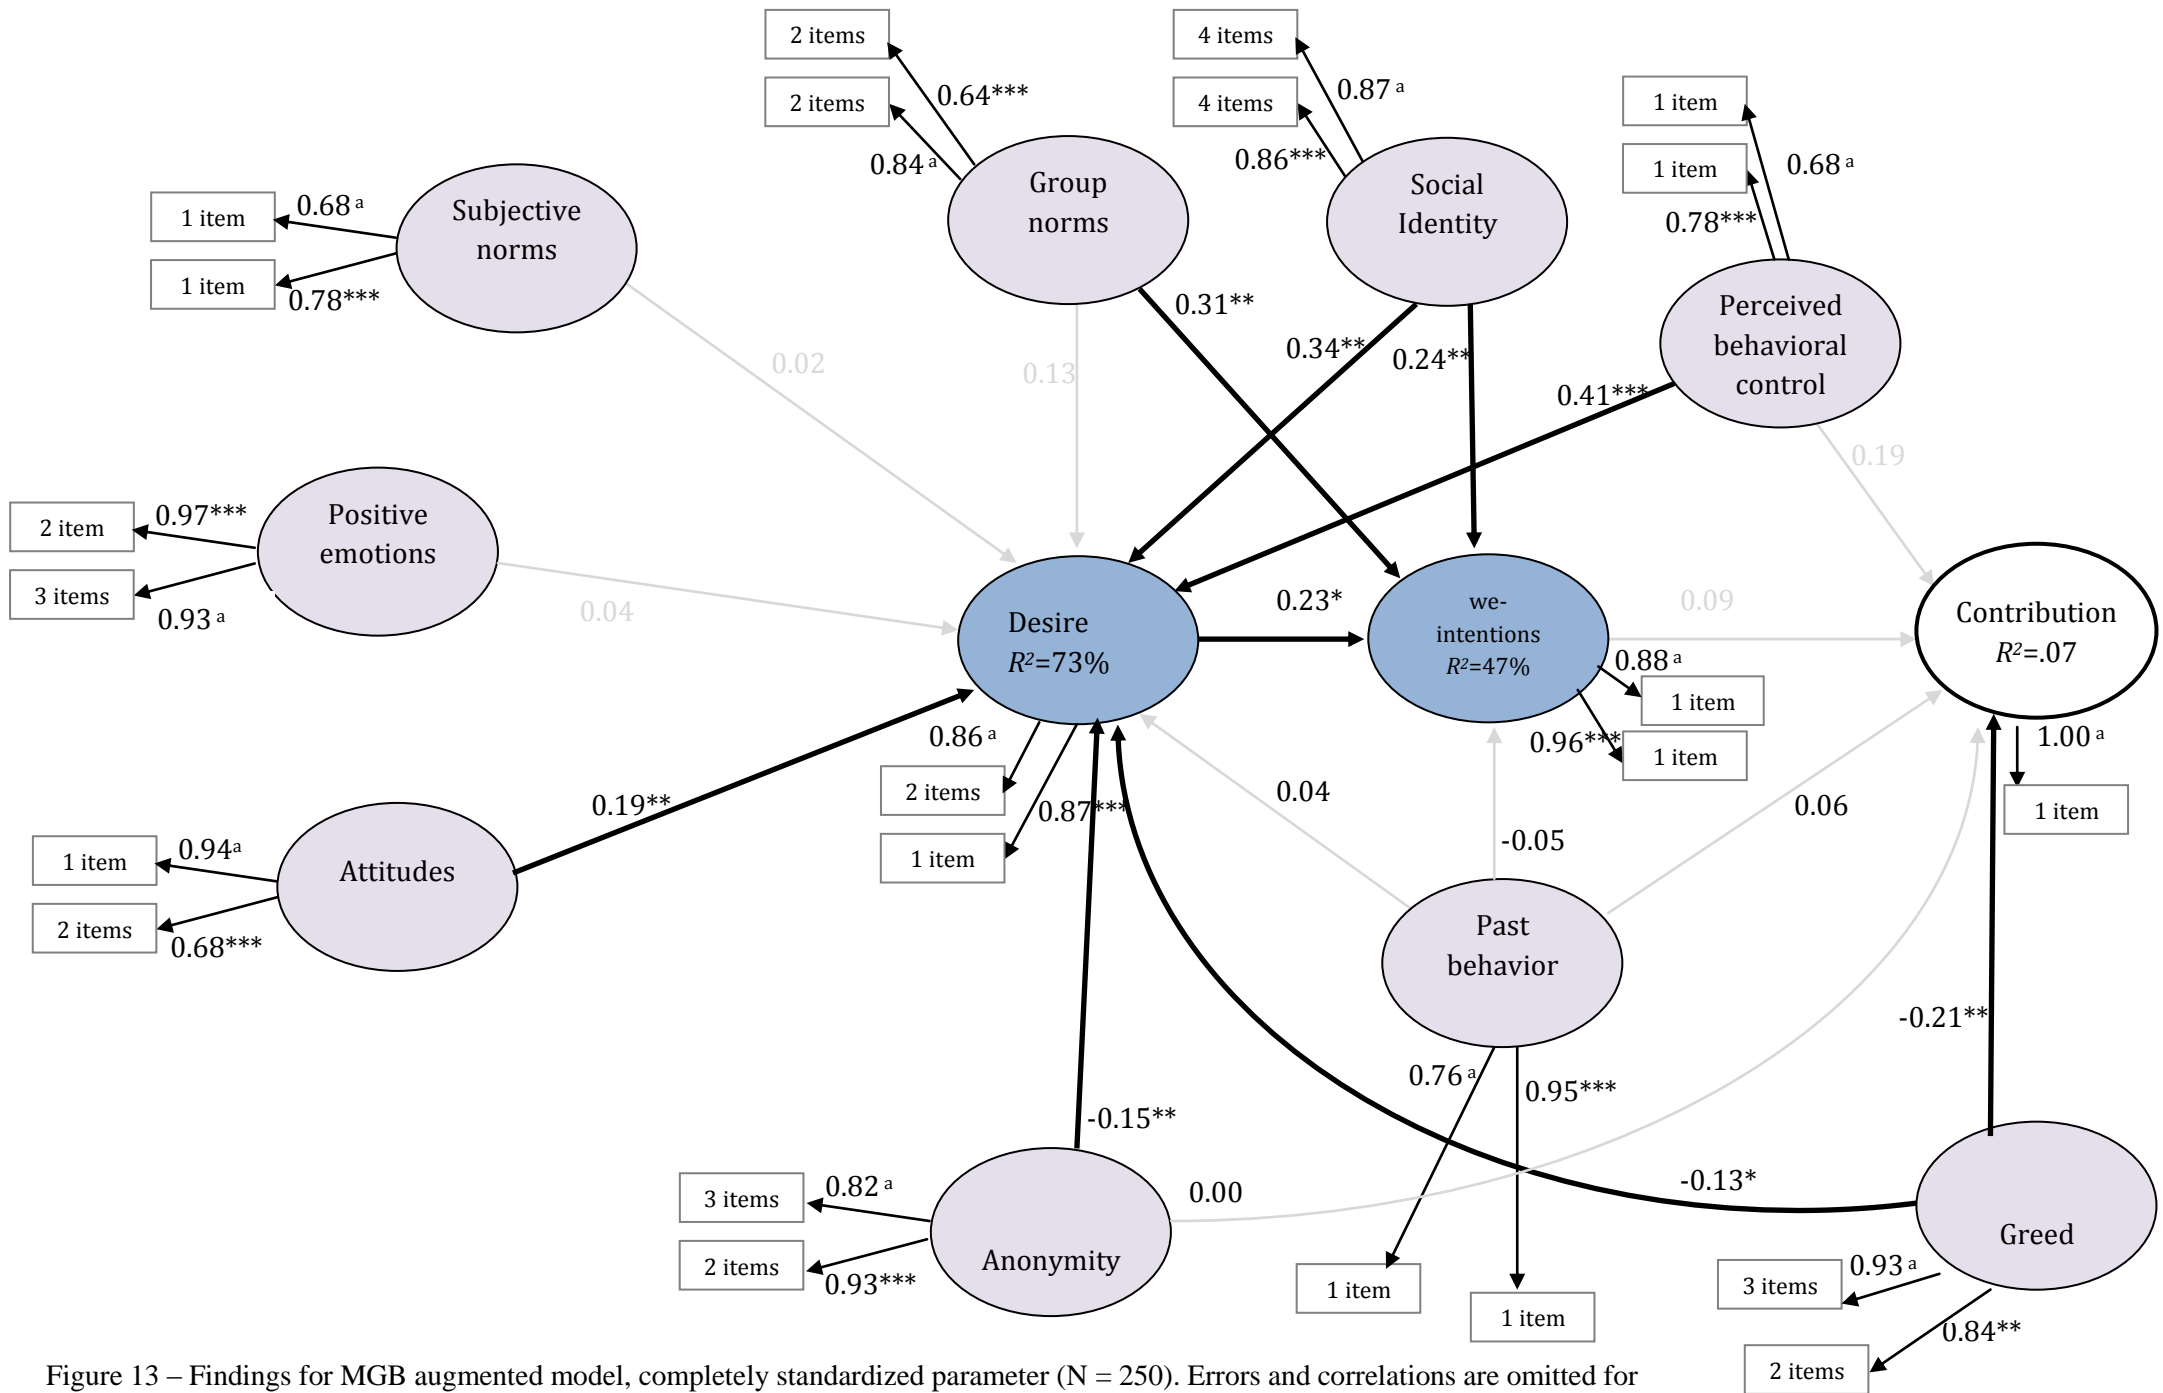 2 items
0.64***
2 items
0.84 a
Group
norms
4 items
0.87 a
4 items
0.86***
Social
Identity
1 item
0.68 a
1 item
0.78***
Perceived
behavioral
control
1 item
0.68 a
1 item
0.78***
Subjective
norms
0.02
0.13
0.31**
0.34**
0.24**
0.41***
0.19
2 item
0.97***
3 items
0.93 a
Positive
emotions
0.04
Desire
R²=73%
0.23*
we-
intentions
R²=47%
0.09
Contribution
R²=.07
0.88 a
1 item
0.96***
1 item
1.00 a
1 item
0.86 a
2 items
0.87***
1 item
0.19**
0.04
-0.05
0.06
1 item
0.94a
2 items
0.68***
Attitudes
Past
behavior
0.76 a
0.95***
1 item
1 item
-0.21**
-0.15**
-0.13*
0.00
3 items
0.82 a
2 items
0.93***
Anonymity
Greed
3 items
0.93 a
2 items
0.84**
Figure 13 – Findings for MGB augmented model, completely standardized parameter (N = 250). Errors and correlations are omitted for